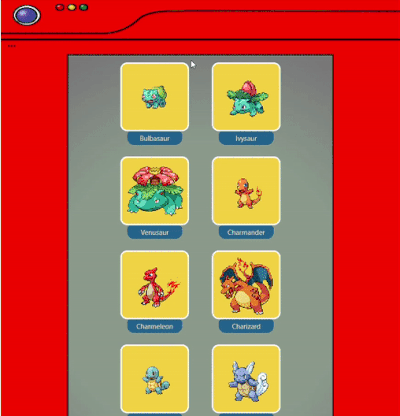 Bulbasaur
Ivysaur
Venusaur
Charmander
Charmeleon
Charizard